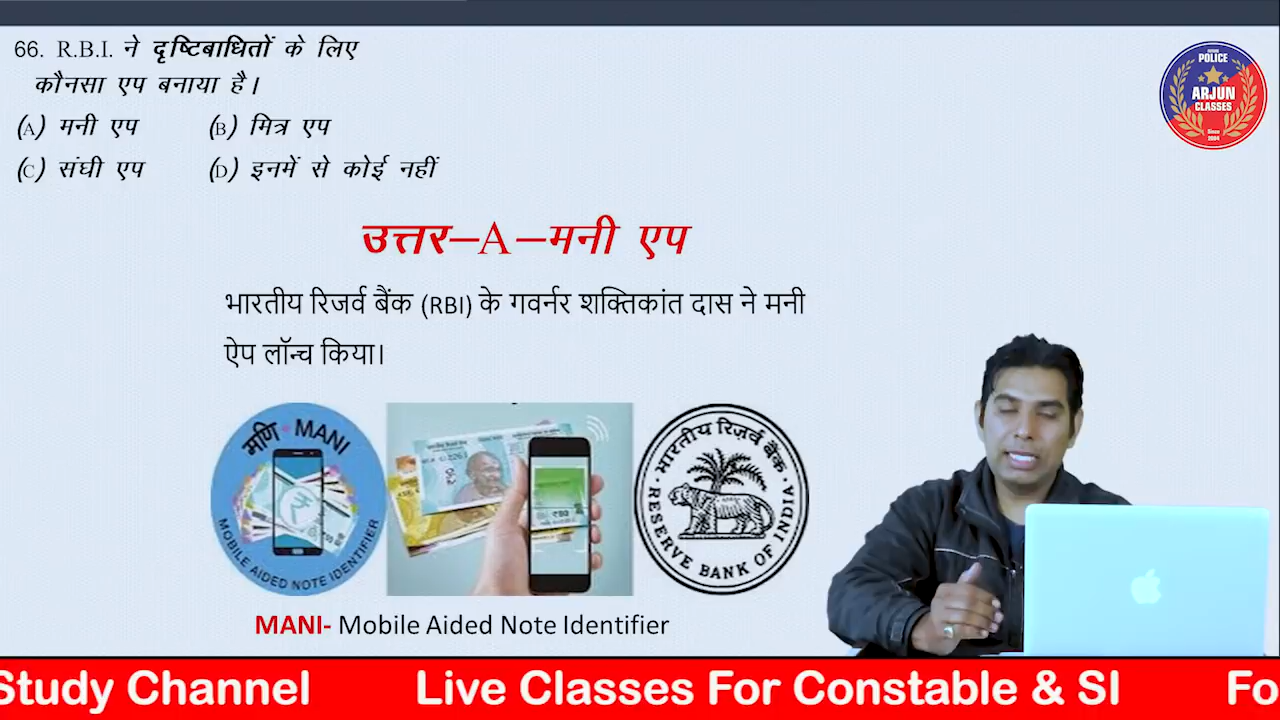 66. R.B.I. ने दृष्टिबाधितों के लिए
कौनसा एप बनाया है।
(A) मनी एप (B) मित्र एप
(C) संघी एप (D) इनमें से कोई नहीं
POLICE
ARJUN
CLASSES
Since
2004
उत्तर–A–मनी एप
भारतीय रिजर्व बैंक (RBI) के गवर्नर शक्तिकांत दास ने मनी
ऐप लॉन्च किया।
मणि - MANI
MOBILE AIDED NOTE IDENTIFIER
भारतीय रिज़र्व बैंक
RESERVE BANK OF INDIA
MANI- Mobile Aided Note Identifier
Study Channel Live Classes For Constable & SI Fo